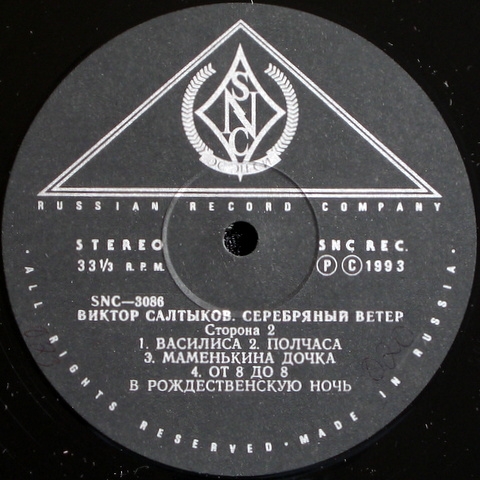 SNC
RUSSIAN RECORD COMPANY
STEREO
SNC REC.
33⅓ R.P.M.
Ⓟ Ⓒ 1993
SNC—3086
ВИКТОР САЛТЫКОВ. СЕРЕБРЯНЫЙ ВЕТЕР
Сторона 2
1. ВАСИЛИСА 2. ПОЛЧАСА
Э. МАМЕНЬКИНА ДОЧКА
4. ОТ 8 ДО 8
В РОЖДЕСТВЕНСКУЮ НОЧЬ
· ALL RIGHTS RESERVED · MADE IN RUSSIA ·